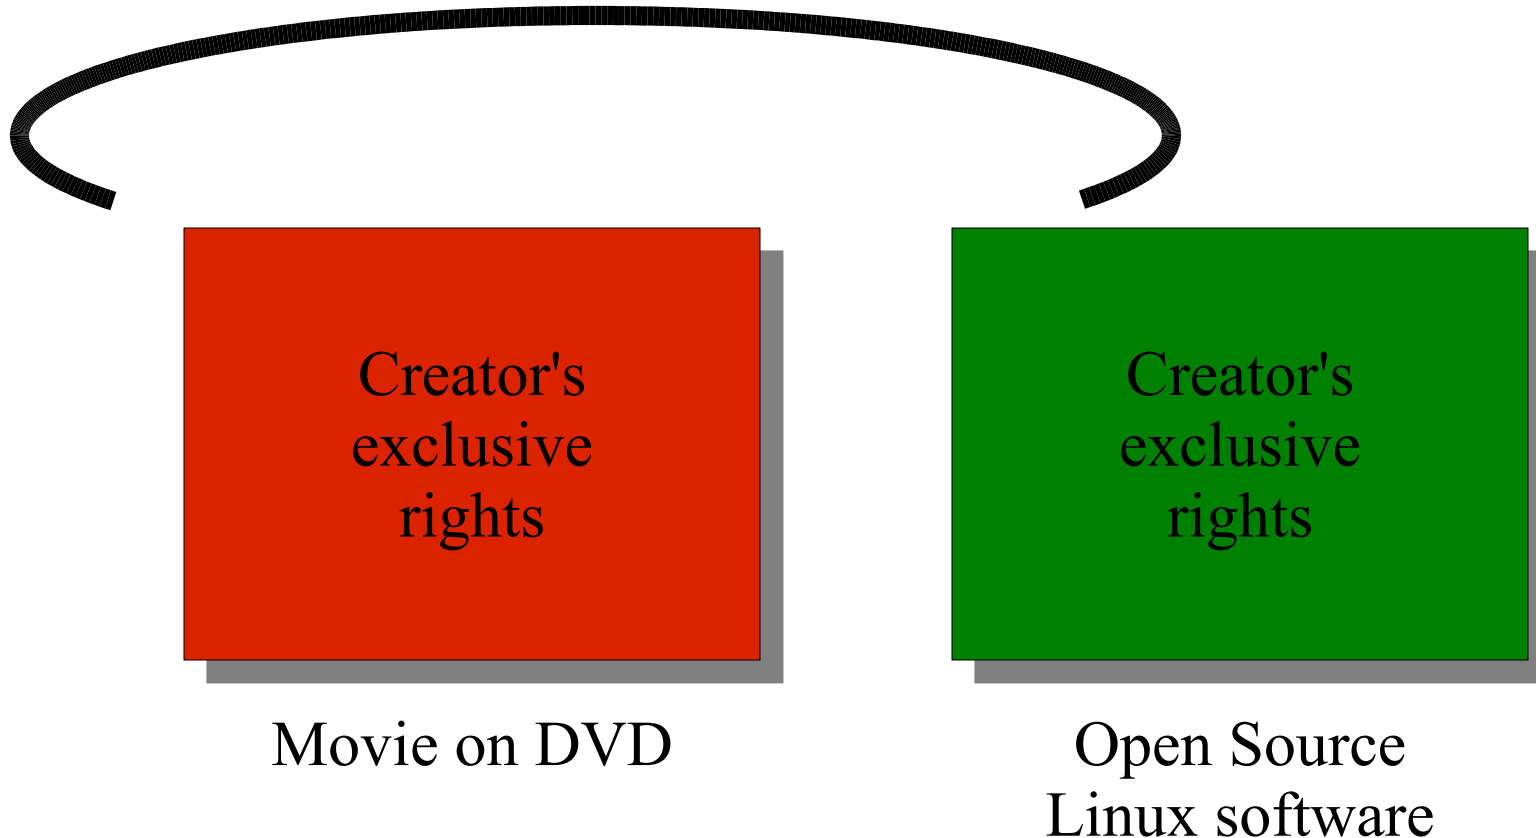 Creator's
exclusive
rights
Creator's
exclusive
rights
Movie on DVD
Open Source
Linux software